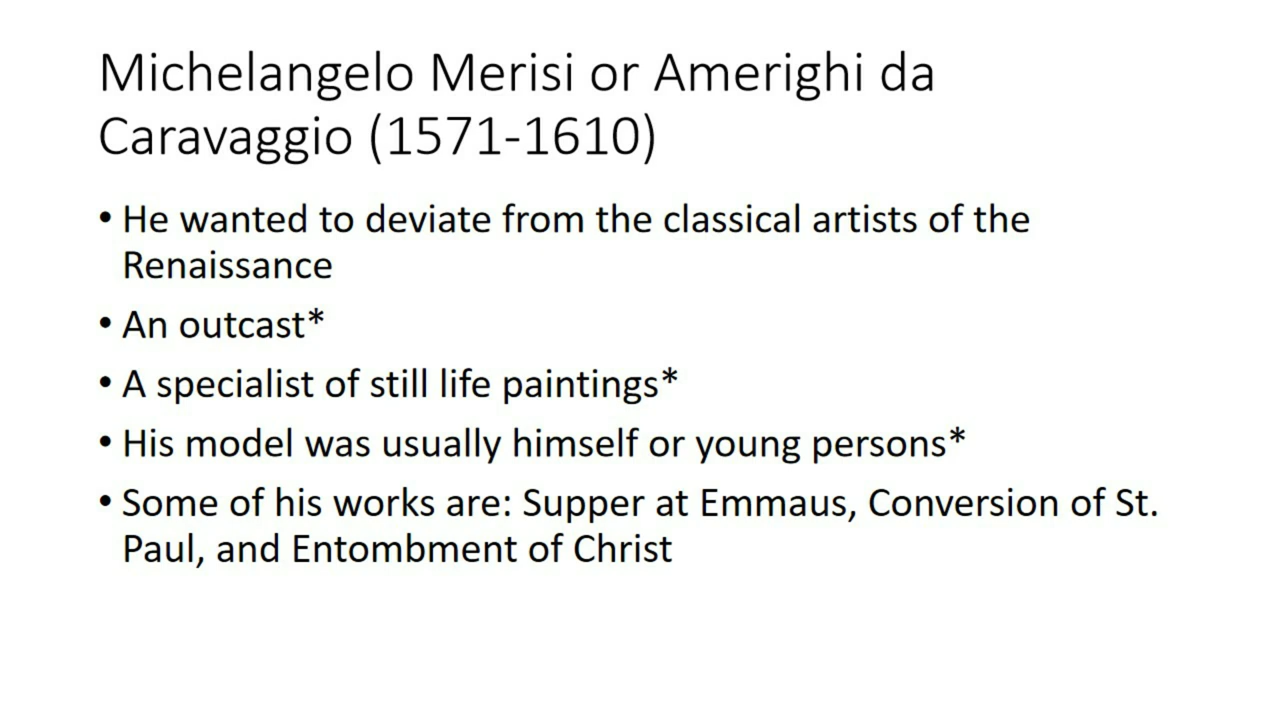 Michelangelo Merisi or Amerighi da
Caravaggio (1571-1610)
• He wanted to deviate from the classical artists of the
Renaissance
• An outcast*
• A specialist of still life paintings*
• His model was usually himself or young persons*
• Some of his works are: Supper at Emmaus, Conversion of St.
Paul, and Entombment of Christ